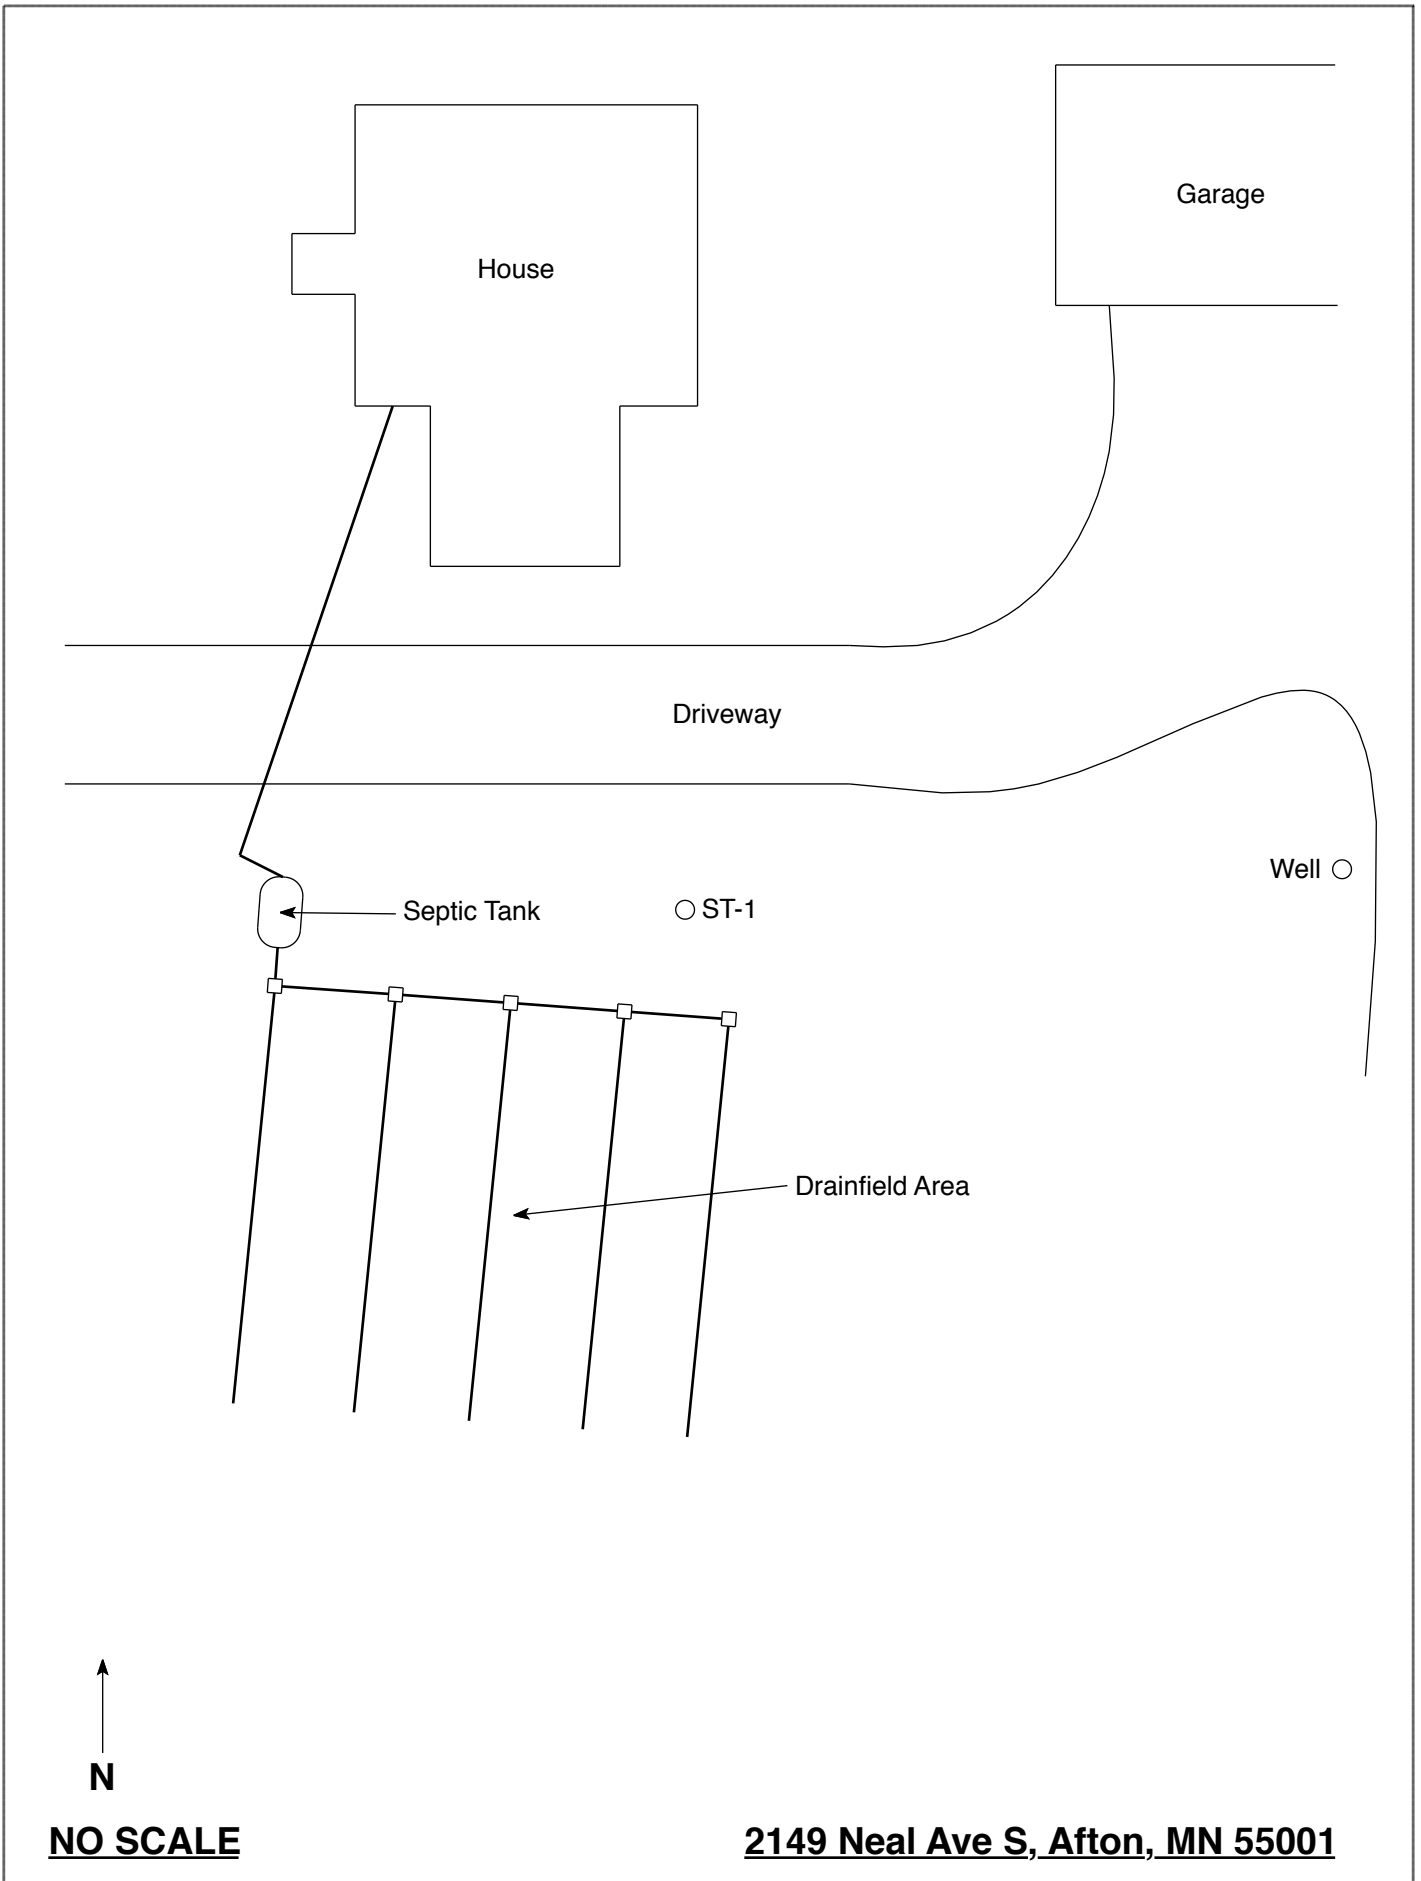 Garage
House
Driveway
Well
Septic Tank
ST-1
Drainfield Area
N
NO SCALE
2149 Neal Ave S, Afton, MN 55001